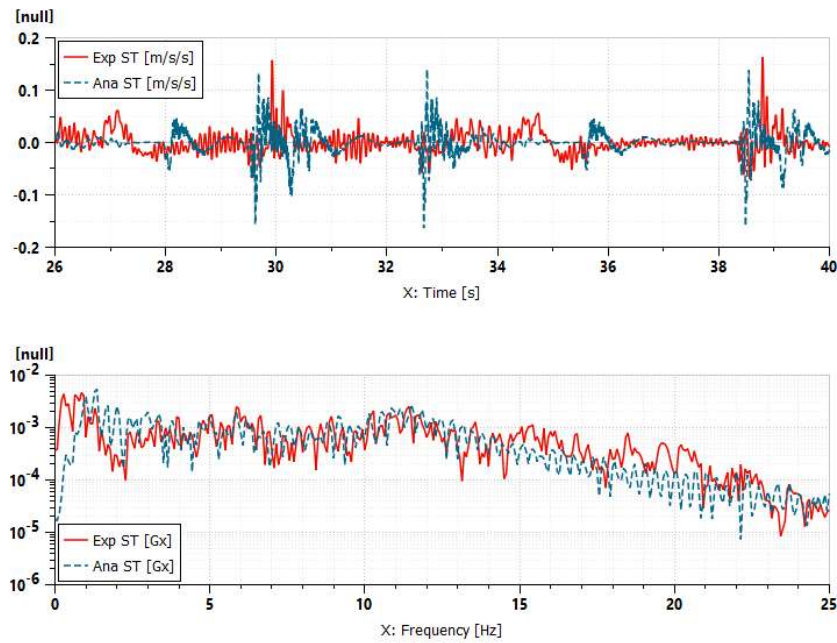 [null]
0.2
Exp ST [m/s/s]
Ana ST [m/s/s]
0.1
0.0
-0.1
-0.2
26 28 30 32 34 36 38 40
X: Time [s]
[null]
10-2
10-3
10-4
10-5
Exp ST [Gx]
Ana ST [Gx]
10-6
0 5 10 15 20 25
X: Frequency [Hz]